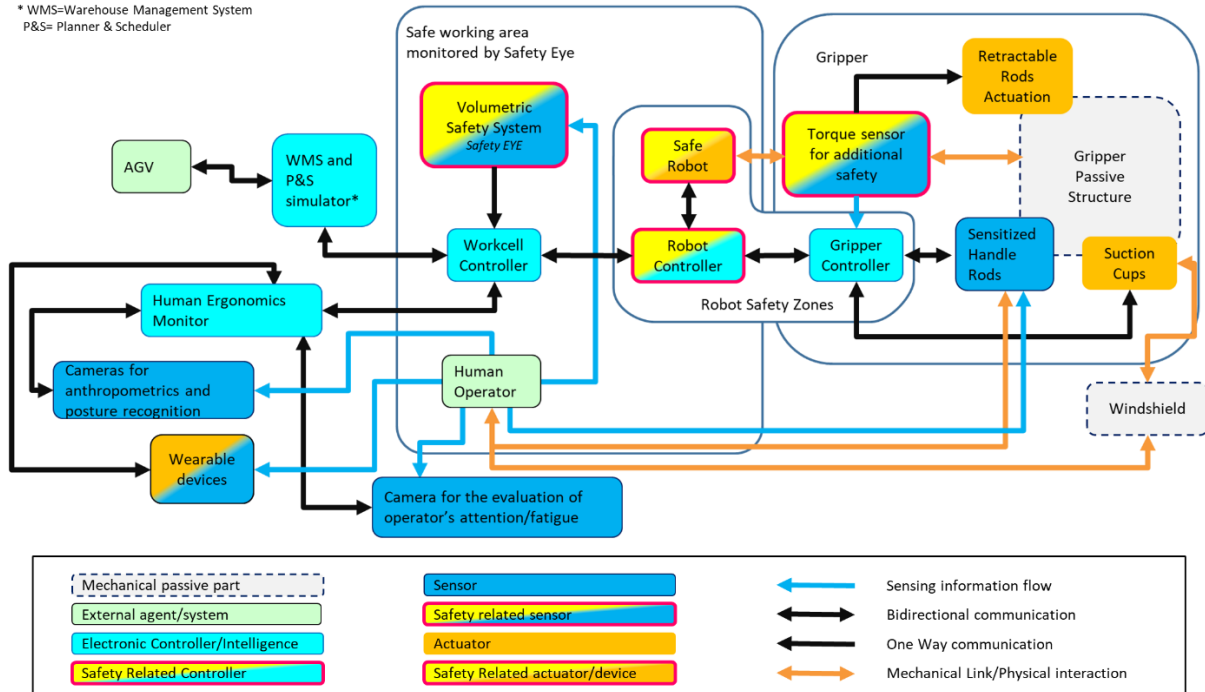 * WMS=Warehouse Management System
P&S= Planner & Scheduler
Safe working area
monitored by Safety Eye
Gripper
Retractable
Rods
Actuation
Volumetric
Safety System
Safety EYE
Safe
Robot
Torque sensor
for additional
safety
Gripper
Passive
Structure
AGV
WMS and
P&S
simulator*
Workcell
Controller
Robot
Controller
Gripper
Controller
Sensitized
Handle
Rods
Suction
Cups
Human Ergonomics
Monitor
Robot Safety Zones
Cameras for
anthropometrics and
posture recognition
Human
Operator
Windshield
Wearable
devices
Camera for the evaluation of
operator's attention/fatigue
Mechanical passive part
Sensor
Sensing information flow
External agent/system
Safety related sensor
Bidirectional communication
Electronic Controller/Intelligence
Actuator
One Way communication
Safety Related Controller
Safety Related actuator/device
Mechanical Link/Physical interaction